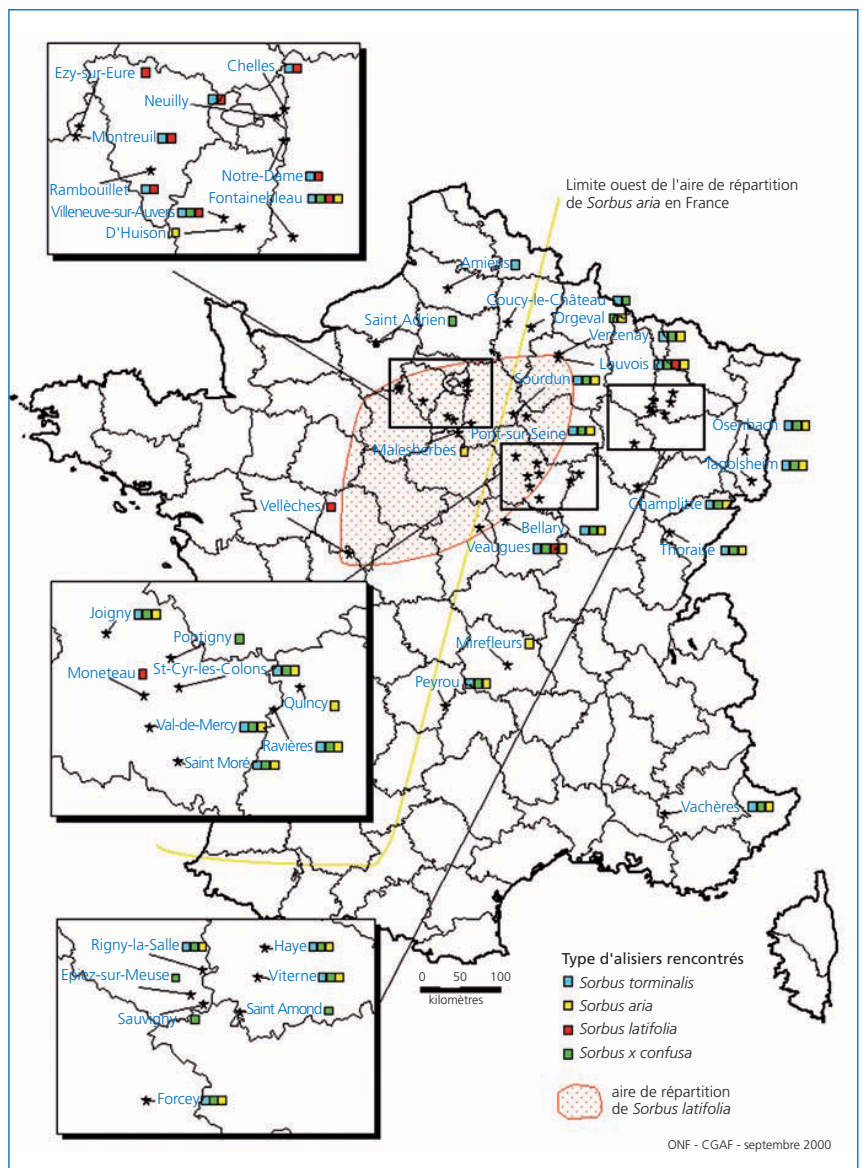 Ezy-sur-Eure
Chelles
Neuilly
Montreuil
Notre-Dame
Rambouillet
Fontainebleau
Villeneuve-sur-Auvers
D'Huison
Limite ouest de l'aire de répartition
de Sorbus aria en France
Amiens
Coucy-le-Château
Saint Adrien
Orgeval
Verzenay
Louvois
Sourdun
Osenbach
Pont-sur-Seine
Malesherbes
Tagolsheim
Vellèches
Champlitte
Bellary
Veaugues
Thoraise
Joigny
Pontigny
Mirefleurs
Moneteau
St-Cyr-les-Colons
Peyrou
Quincy
Val-de-Mercy
Ravières
Saint Moré
Vachères
Rigny-la-Salle
Haye
Epiez-sur-Meuse
Viterne
Saint Amond
Sauvigny
Forcey
0 50 100
kilomètres
Type d'alisiers rencontrés
Sorbus torminalis
Sorbus aria
Sorbus latifolia
Sorbus x confusa
aire de répartition
de Sorbus latifolia
ONF - CGAF - septembre 2000